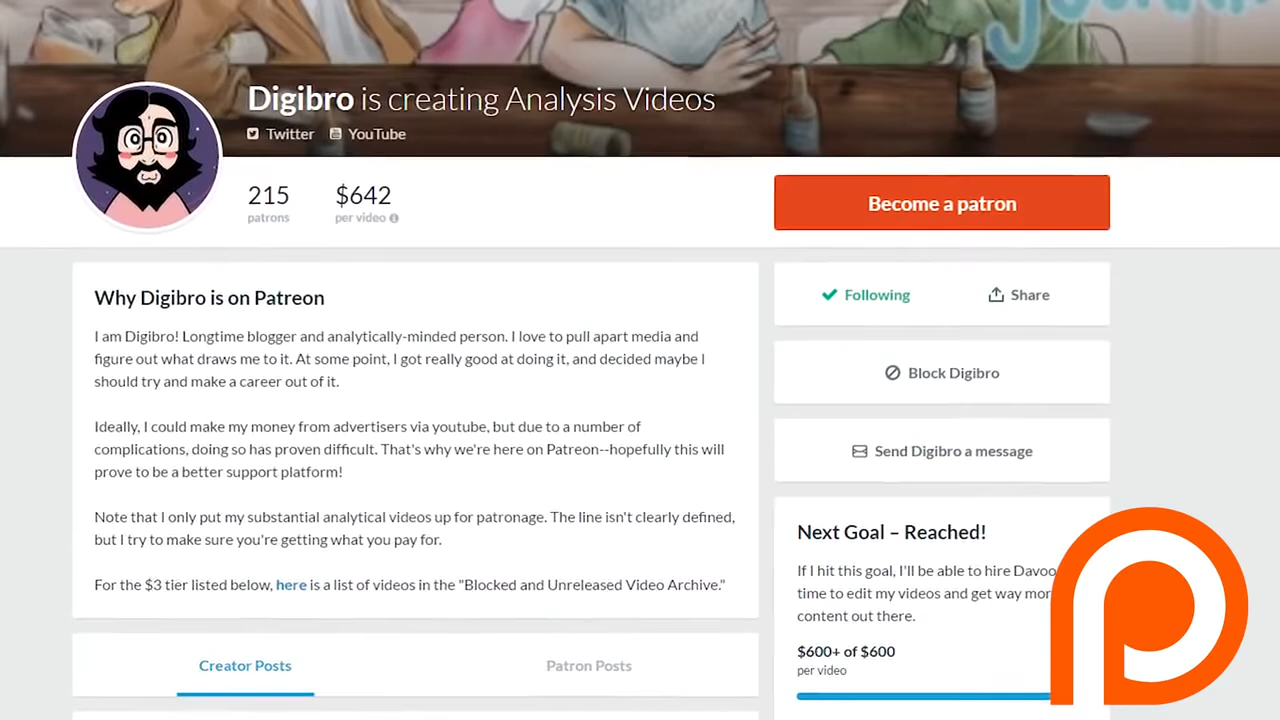 Digibro is creating Analysis Videos
Twitter YouTube
215
patrons
$642
per video
Become a patron
Why Digibro is on Patreon
I am Digibro! Longtime blogger and analytically-minded person. I love to pull apart media and
figure out what draws me to it. At some point, I got really good at doing it, and decided maybe I
should try and make a career out of it.
Ideally, I could make my money from advertisers via youtube, but due to a number of
complications, doing so has proven difficult. That's why we're here on Patreon--hopefully this will
prove to be a better support platform!
Note that I only put my substantial analytical videos up for patronage. The line isn't clearly defined,
but I try to make sure you're getting what you pay for.
For the $3 tier listed below, here is a list of videos in the "Blocked and Unreleased Video Archive."
Creator Posts
Patron Posts
Following
Share
Block Digibro
Send Digibro a message
Next Goal – Reached!
If I hit this goal, I'll be able to hire
time to edit my videos and get way
content out there.
$600+ of $600
per video